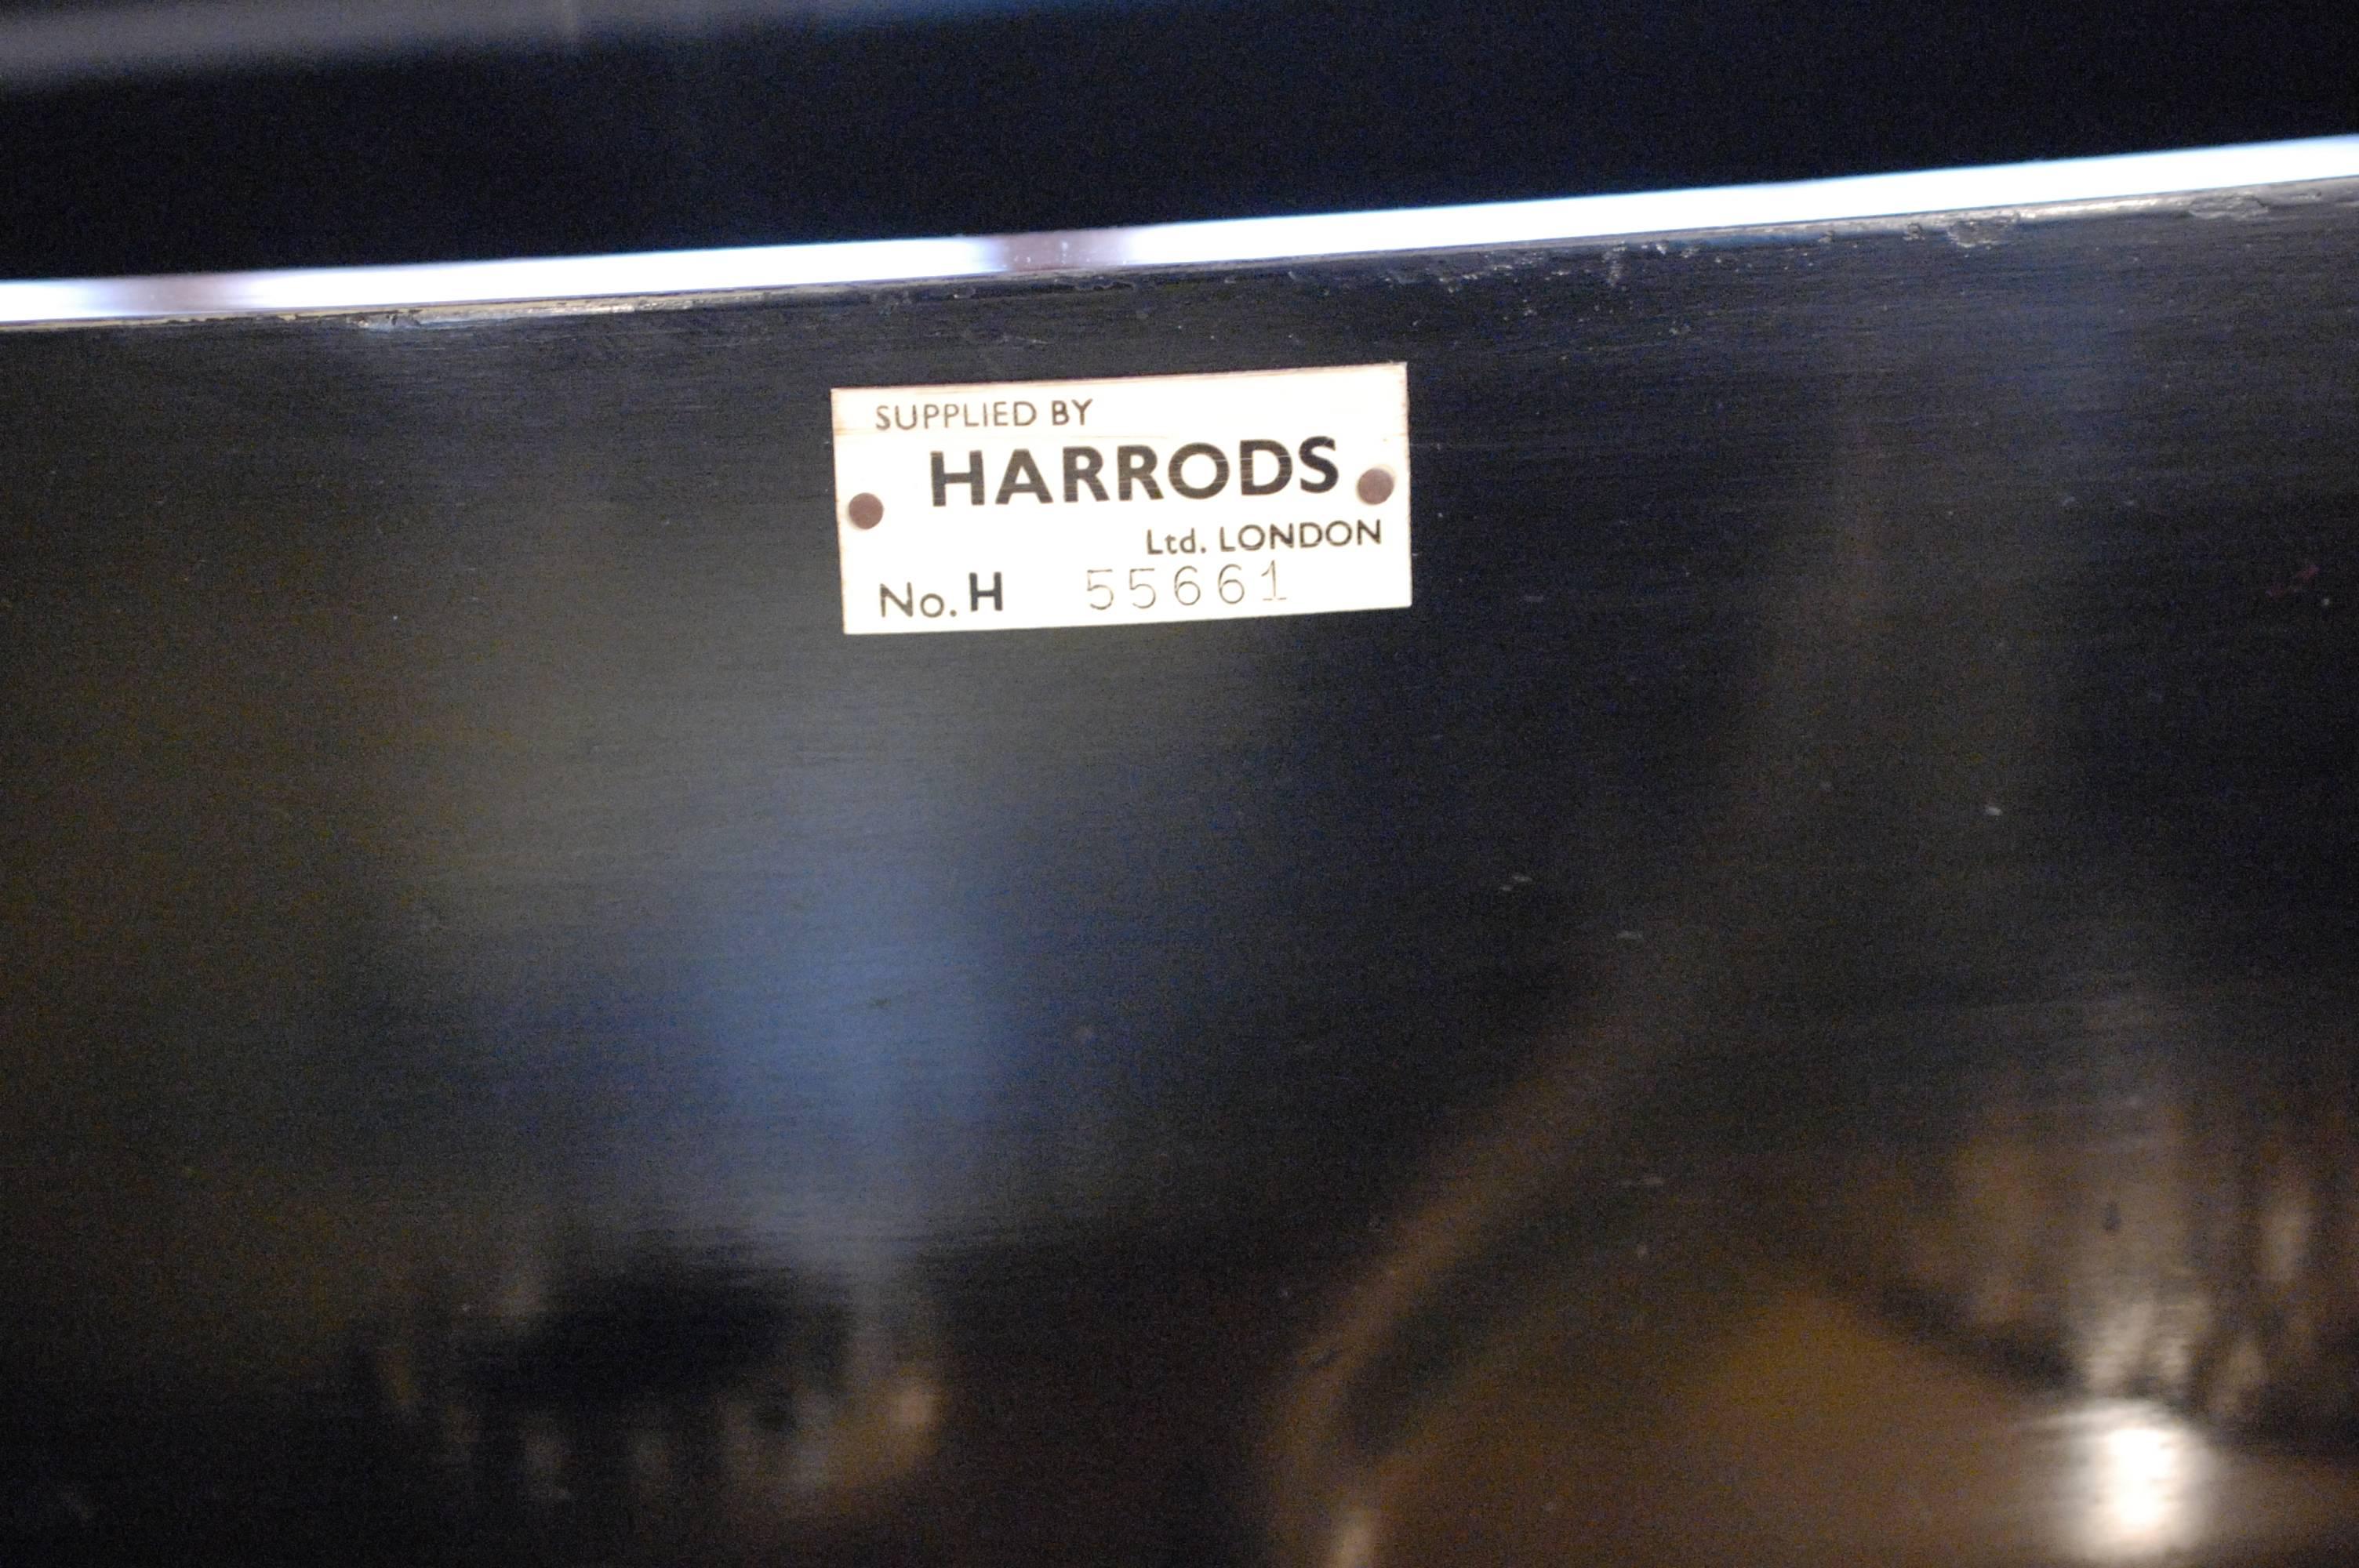 SUPPLIED BY
HARRODS
Ltd. LONDON
No. H 55661